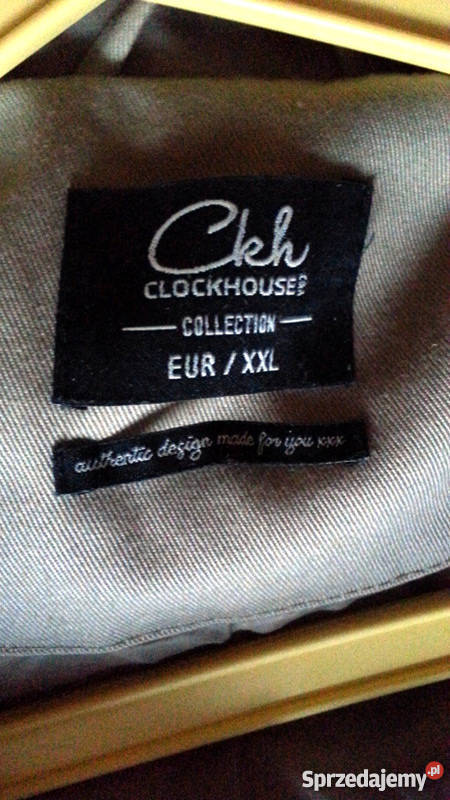 Ckh
CLOCKHOUSE
COLLECTION
EUR / XXL
authentic design made for you xxx
Sprzedajemy.pl